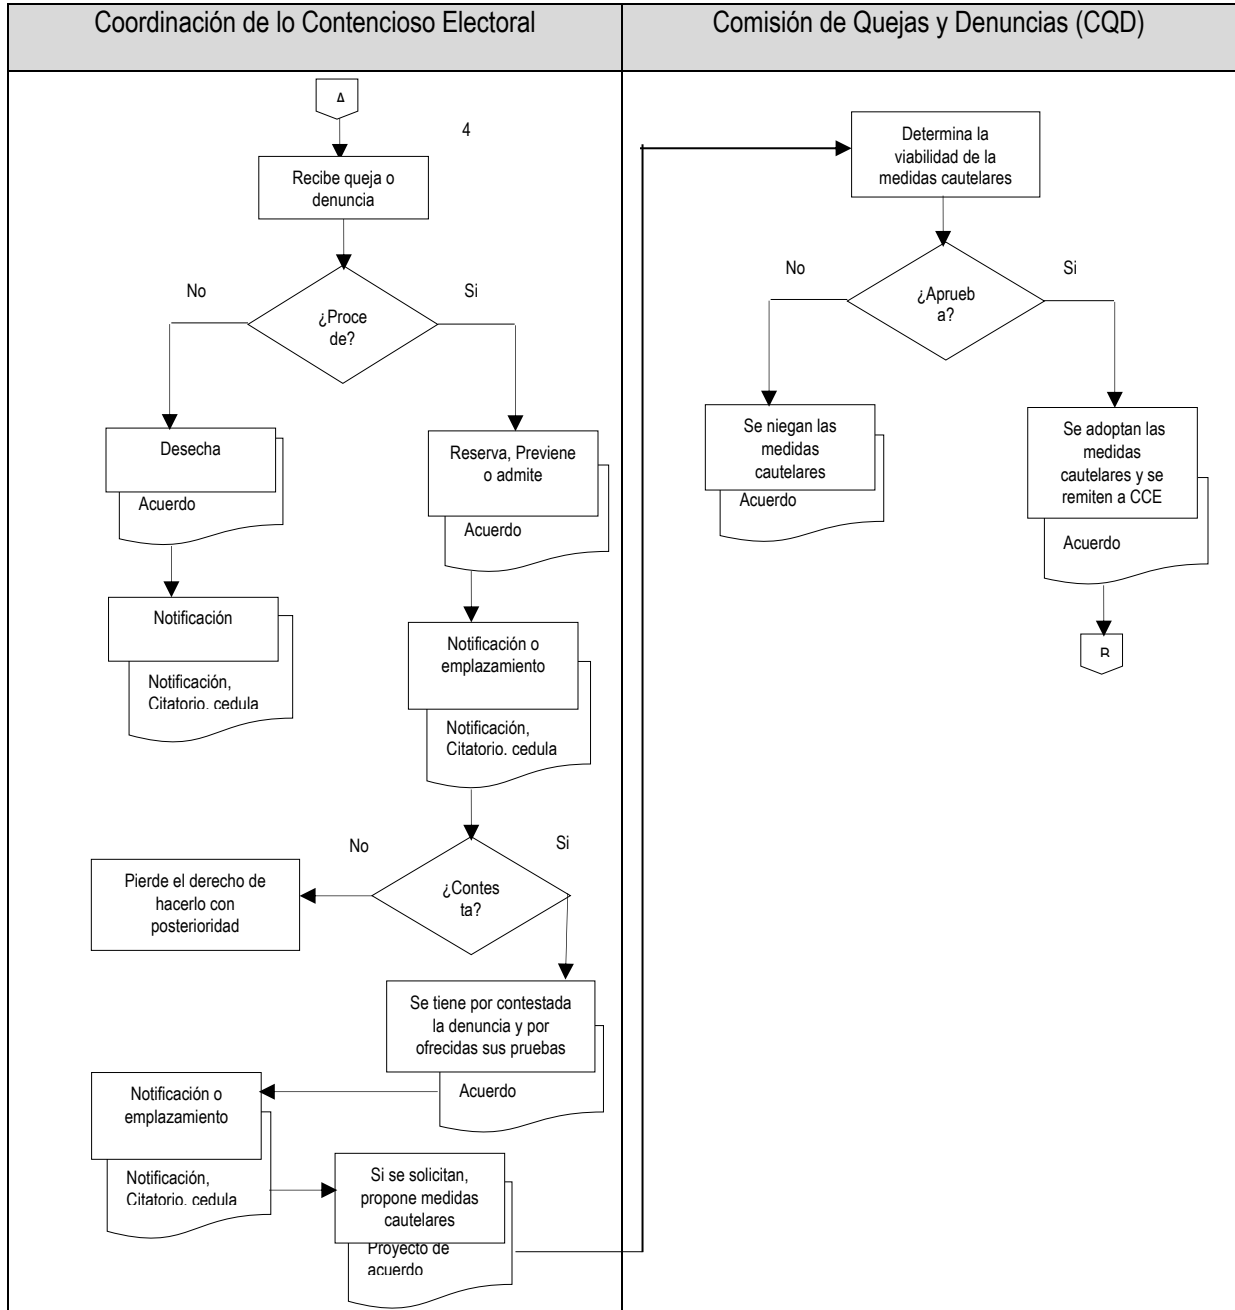 Coordinación de lo Contencioso Electoral
Comisión de Quejas y Denuncias (CQD)
A
4
Recibe queja o
denuncia
No
Si
¿Proce
de?
Desecha
Acuerdo
Reserva, Previene
o admite
Acuerdo
Notificación
Notificación,
Citatorio, cedula
Notificación o
emplazamiento
Notificación,
Citatorio, cedula
No
Si
¿Contes
ta?
Pierde el derecho de
hacerlo con
posterioridad
Se tiene por contestada
la denuncia y por
ofrecidas sus pruebas
Acuerdo
Notificación o
emplazamiento
Notificación,
Citatorio, cedula
Si se solicitan,
propone medidas
cautelares
Proyecto de
acuerdo
Determina la
viabilidad de la
medidas cautelares
No
Si
¿Aprueb
a?
Se niegan las
medidas
cautelares
Acuerdo
Se adoptan las
medidas
cautelares y se
remiten a CCE
Acuerdo
B